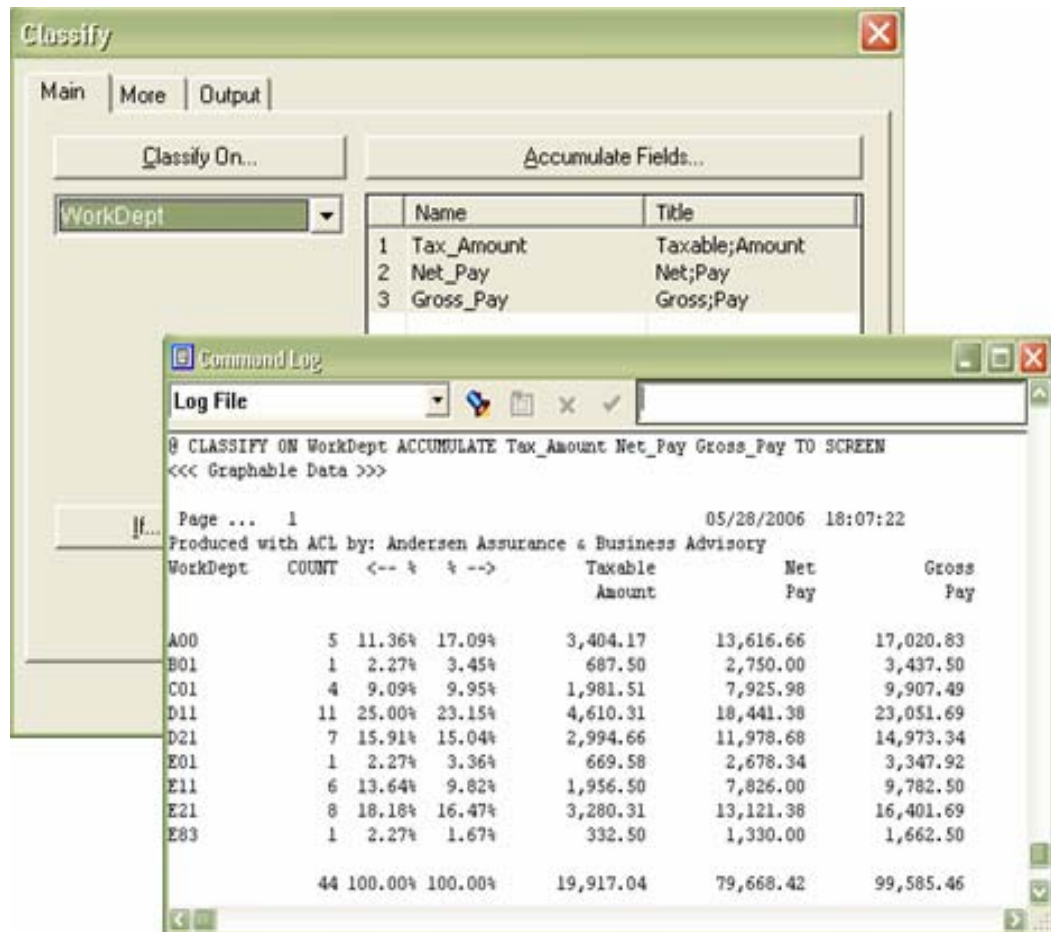 Classify
Main More Output
Classify On... Accumulate Fields...
WorkDept
Name Title
1 Tax_Amount Taxable;Amount
2 Net_Pay Net;Pay
3 Gross_Pay Gross;Pay
If...
Command Log
Log File
@ CLASSIFY ON WorkDept ACCUMULATE Tax_Amount Net_Pay Gross_Pay TO SCREEN
<<< Graphable Data >>>
Page ... 1 05/28/2006 18:07:22
Produced with ACL by: Andersen Assurance & Business Advisory
WorkDept COUNT <-- % % --> Taxable Net Gross
Amount Pay Pay
A00 5 11.36% 17.09% 3,404.17 13,616.66 17,020.83
B01 1 2.27% 3.45% 687.50 2,750.00 3,437.50
C01 4 9.09% 9.95% 1,981.51 7,925.98 9,907.49
D11 11 25.00% 23.15% 4,610.31 18,441.38 23,051.69
D21 7 15.91% 15.04% 2,994.66 11,978.68 14,973.34
E01 1 2.27% 3.36% 669.58 2,678.34 3,347.92
E11 6 13.64% 9.82% 1,956.50 7,826.00 9,782.50
E21 8 18.18% 16.47% 3,280.31 13,121.38 16,401.69
E83 1 2.27% 1.67% 332.50 1,330.00 1,662.50
44 100.00% 100.00% 19,917.04 79,668.42 99,585.46